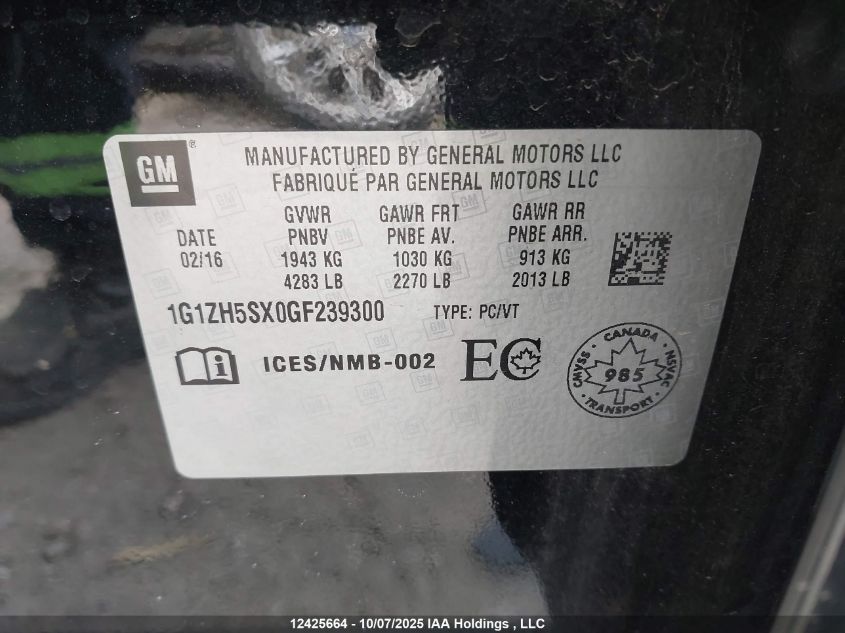 GM ®
MANUFACTURED BY GENERAL MOTORS LLC
FABRIQUÉ PAR GENERAL MOTORS LLC
GVWR GAWR FRT GAWR RR
DATE PNBV PNBE AV. PNBE ARR.
02/16 1943 KG 1030 KG 913 KG
4283 LB 2270 LB 2013 LB
1G1ZH5SX0GF239300 TYPE: PC/VT
i ICES/NMB-002 EC
CANADA
CMVSS 985 NSVAC
TRANSPORT
12425664 - 10/07/2025 IAA Holdings , LLC